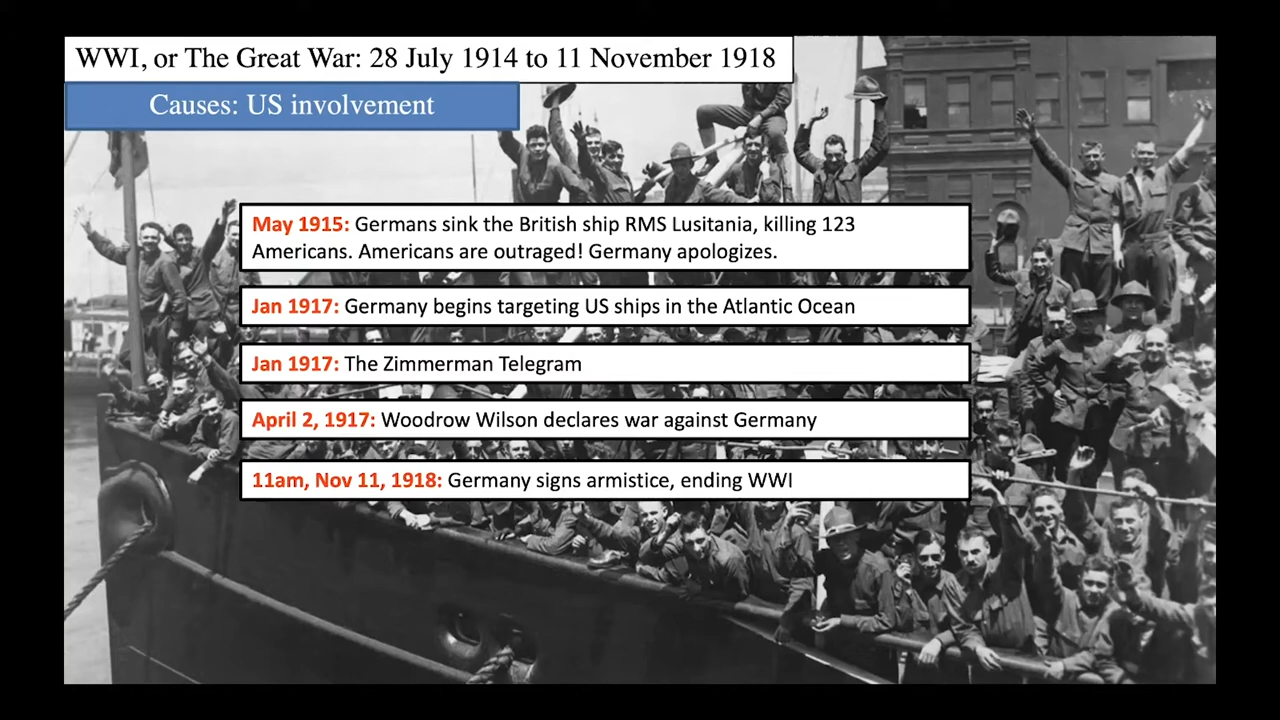 WWI, or The Great War: 28 July 1914 to 11 November 1918
Causes: US involvement
May 1915: Germans sink the British ship RMS Lusitania, killing 123
Americans. Americans are outraged! Germany apologizes.
Jan 1917: Germany begins targeting US ships in the Atlantic Ocean
Jan 1917: The Zimmerman Telegram
April 2, 1917: Woodrow Wilson declares war against Germany
11am, Nov 11, 1918: Germany signs armistice, ending WWI